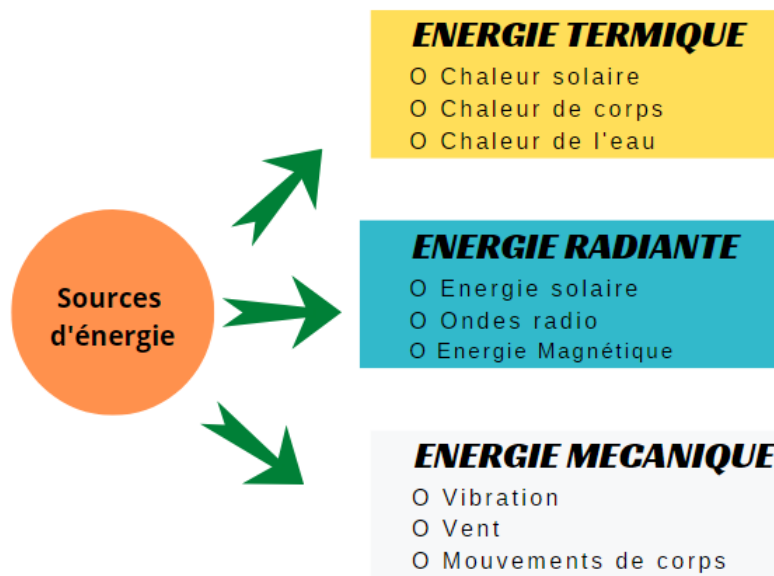 ENERGIE TERMIQUE
O Chaleur solaire
O Chaleur de corps
O Chaleur de l'eau
Sources
d'énergie
ENERGIE RADIANTE
O Energie solaire
O Ondes radio
O Energie Magnétique
ENERGIE MECANIQUE
O Vibration
O Vent
O Mouvements de corps